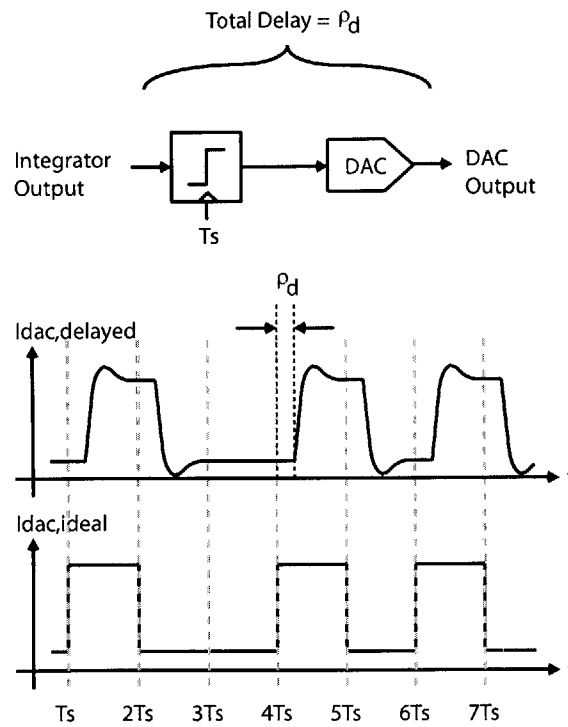 Total Delay = ρd
Integrator
Output
DAC
DAC
Output
Ts
ρd
Idac,delayed
Idac,ideal
Ts 2Ts 3Ts 4Ts 5Ts 6Ts 7Ts